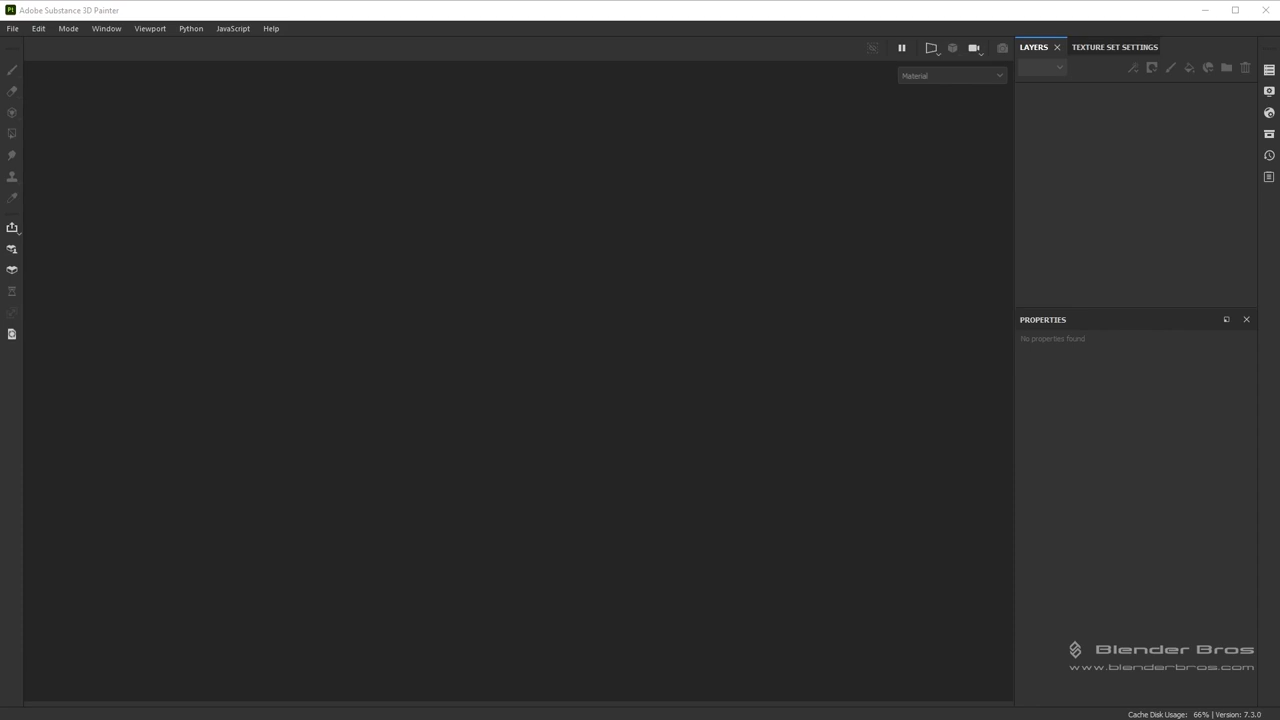 Pt Adobe Substance 3D Painter
File Edit Mode Window Viewport Python JavaScript Help
LAYERS TEXTURE SET SETTINGS
Material
PROPERTIES
No properties found
Blender Bros
www.blenderbros.com
Cache Disk Usage: 66% | Version: 7.3.0